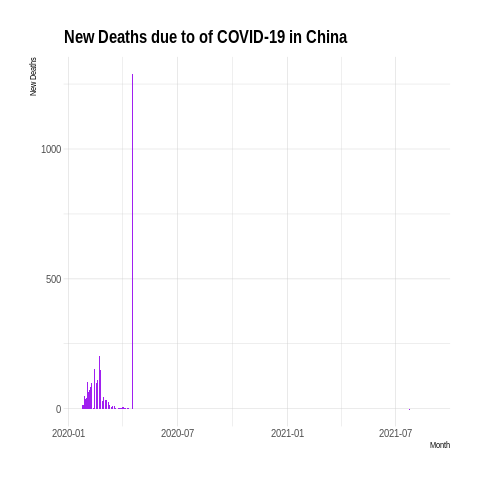 New Deaths due to of COVID-19 in China
New Deaths
1000
500
0
2020-01 2020-07 2021-01 2021-07
Month